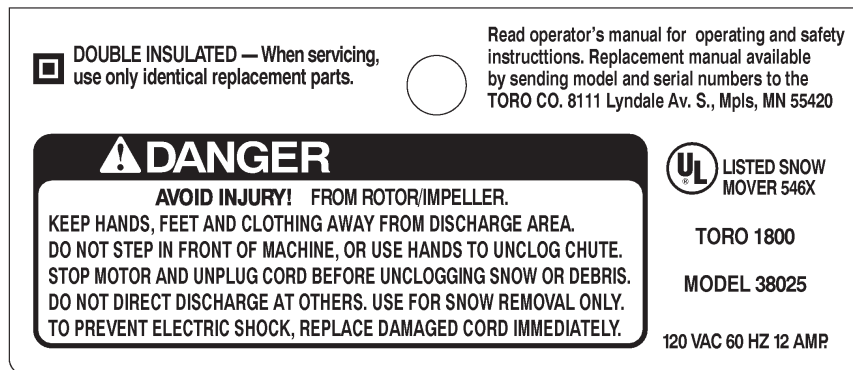 DOUBLE INSULATED — When servicing,
use only identical replacement parts.
Read operator's manual for operating and safety
instructtions. Replacement manual available
by sending model and serial numbers to the
TORO CO. 8111 Lyndale Av. S., Mpls, MN 55420
DANGER
AVOID INJURY! FROM ROTOR/IMPELLER.
KEEP HANDS, FEET AND CLOTHING AWAY FROM DISCHARGE AREA.
DO NOT STEP IN FRONT OF MACHINE, OR USE HANDS TO UNCLOG CHUTE.
STOP MOTOR AND UNPLUG CORD BEFORE UNCLOGGING SNOW OR DEBRIS.
DO NOT DIRECT DISCHARGE AT OTHERS. USE FOR SNOW REMOVAL ONLY.
TO PREVENT ELECTRIC SHOCK, REPLACE DAMAGED CORD IMMEDIATELY.
UL ® LISTED SNOW
MOVER 546X
TORO 1800
MODEL 38025
120 VAC 60 HZ 12 AMP.